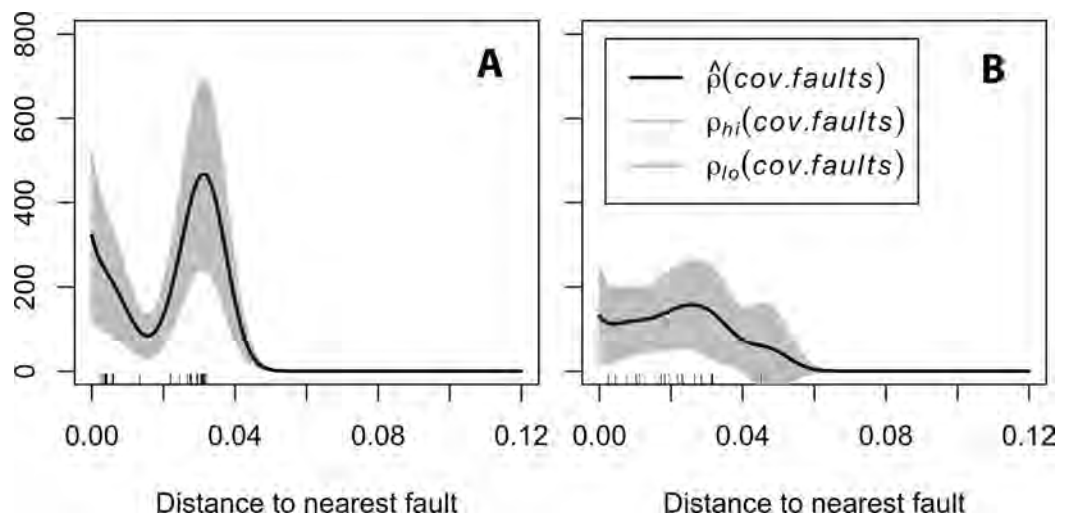 800
600
400
200
0
A
B
ρ̂(cov.faults)
ρhi(cov.faults)
ρlo(cov.faults)
0.00 0.04 0.08 0.12
0.00 0.04 0.08 0.12
Distance to nearest fault
Distance to nearest fault